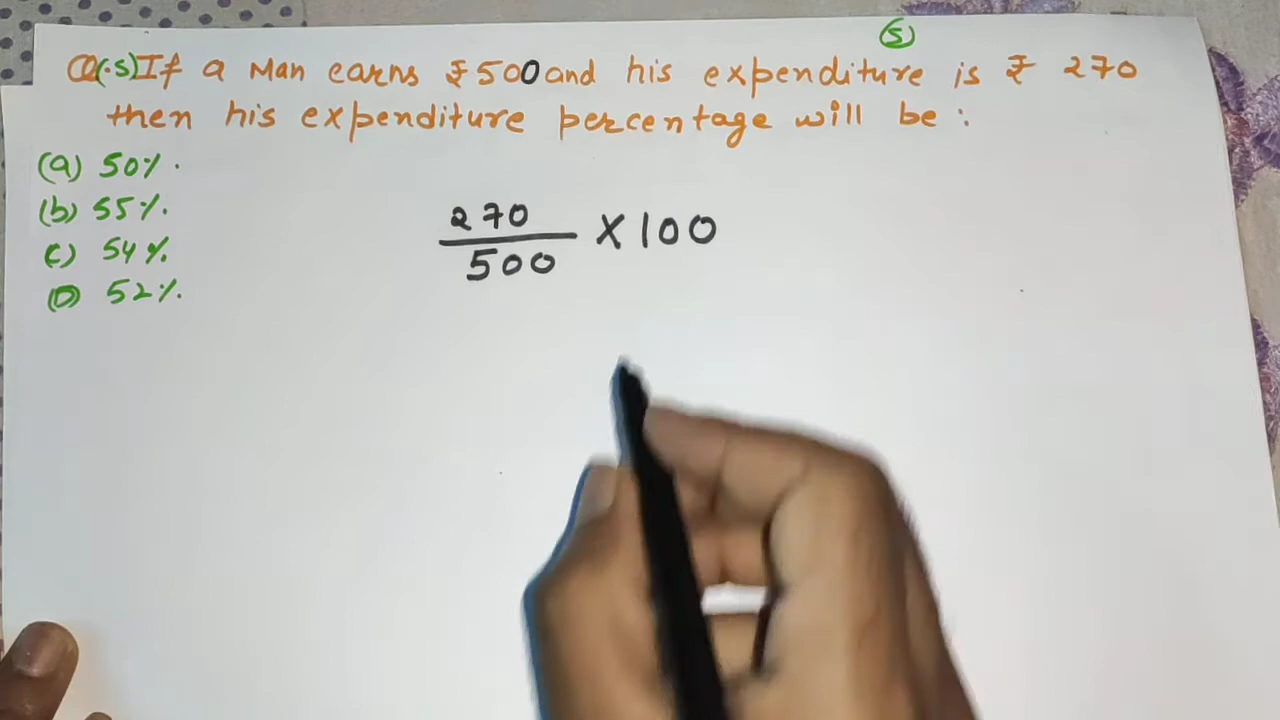 (5)
Q(.5) If a Man earns ₹ 500 and his expenditure is ₹ 270
then his expenditure percentage will be :
(a) 50%.
(b) 55%.
(c) 54%.
(D) 52%.
270
500 × 100